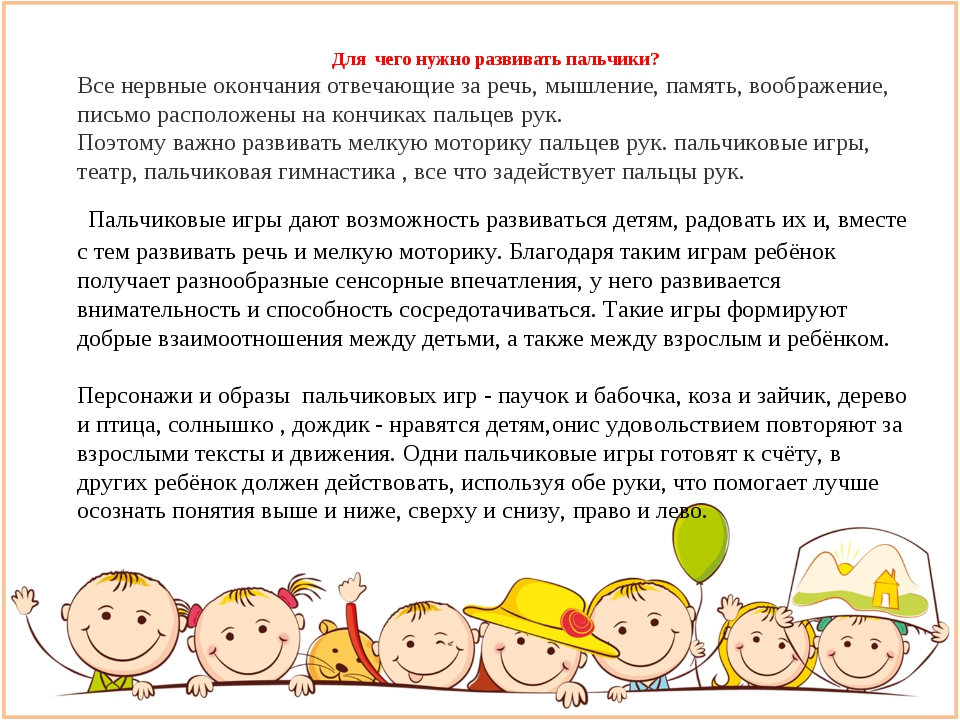 Для чего нужно развивать пальчики?
Все нервные окончания отвечающие за речь, мышление, память, воображение,
письмо расположены на кончиках пальцев рук.
Поэтому важно развивать мелкую моторику пальцев рук. пальчиковые игры,
театр, пальчиковая гимнастика , все что задействует пальцы рук.
Пальчиковые игры дают возможность развиваться детям, радовать их и, вместе
с тем развивать речь и мелкую моторику. Благодаря таким играм ребёнок
получает разнообразные сенсорные впечатления, у него развивается
внимательность и способность сосредотачиваться. Такие игры формируют
добрые взаимоотношения между детьми, а также между взрослым и ребёнком.
Персонажи и образы пальчиковых игр - паучок и бабочка, коза и зайчик, дерево
и птица, солнышко , дождик - нравятся детям,онис удовольствием повторяют за
взрослыми тексты и движения. Одни пальчиковые игры готовят к счёту, в
других ребёнок должен действовать, используя обе руки, что помогает лучше
осознать понятия выше и ниже, сверху и снизу, право и лево.